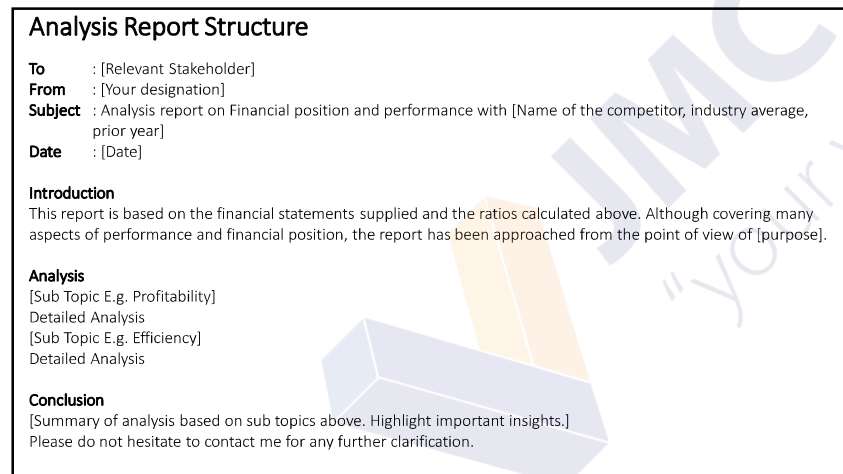 Analysis Report Structure
To : [Relevant Stakeholder]
From : [Your designation]
Subject : Analysis report on Financial position and performance with [Name of the competitor, industry average,
prior year]
Date : [Date]
Introduction
This report is based on the financial statements supplied and the ratios calculated above. Although covering many
aspects of performance and financial position, the report has been approached from the point of view of [purpose].
Analysis
[Sub Topic E.g. Profitability]
Detailed Analysis
[Sub Topic E.g. Efficiency]
Detailed Analysis
Conclusion
[Summary of analysis based on sub topics above. Highlight important insights.]
Please do not hesitate to contact me for any further clarification.
JMC
"your